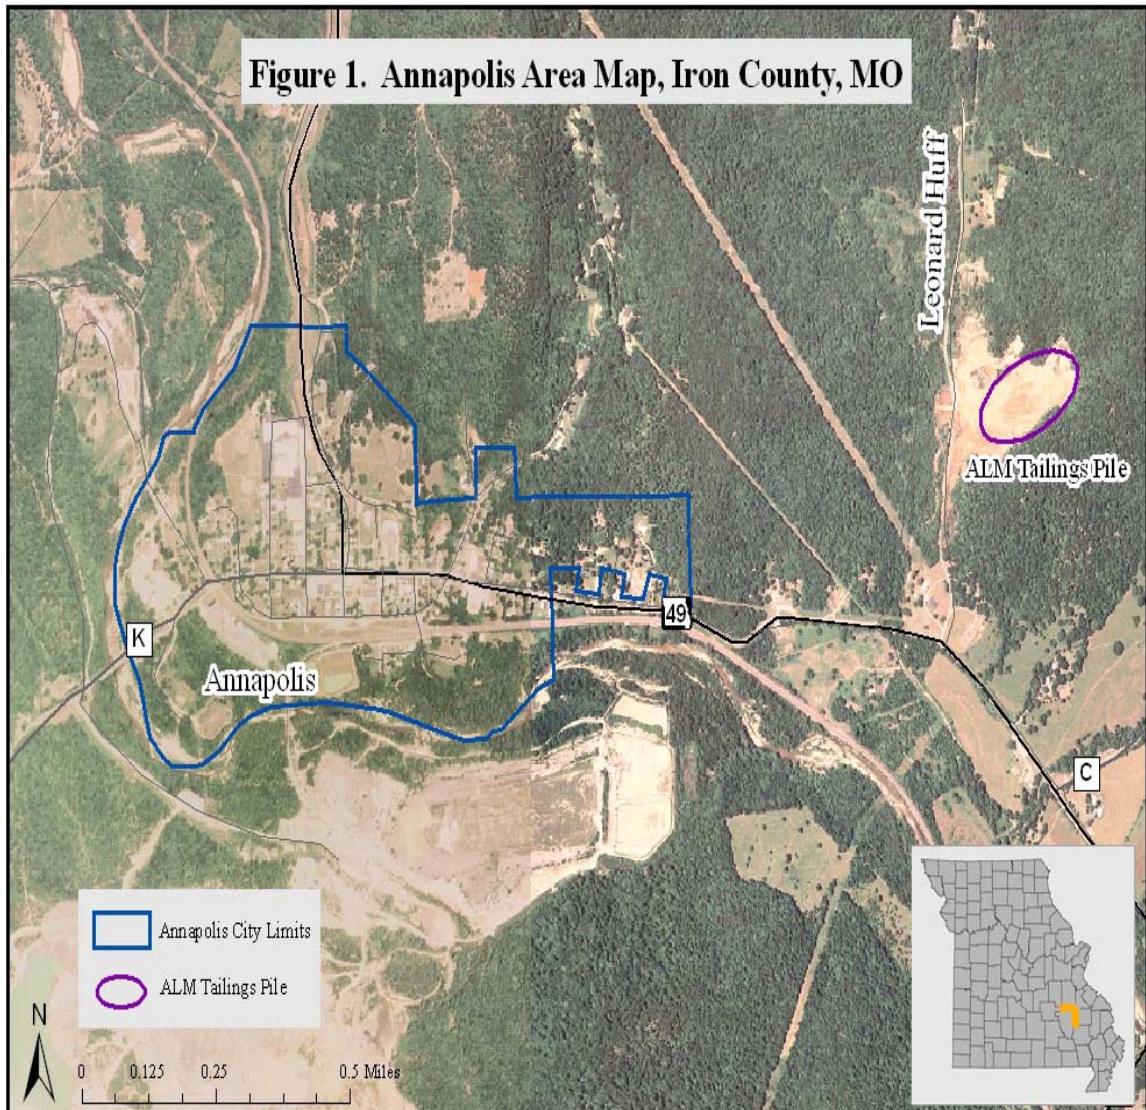 Figure 1. Annapolis Area Map, Iron County, MO
Leonard Huff
ALM Tailings Pile
49
K
Annapolis
C
Annapolis City Limits
ALM Tailings Pile
N
0 0.125 0.25 0.5 Miles